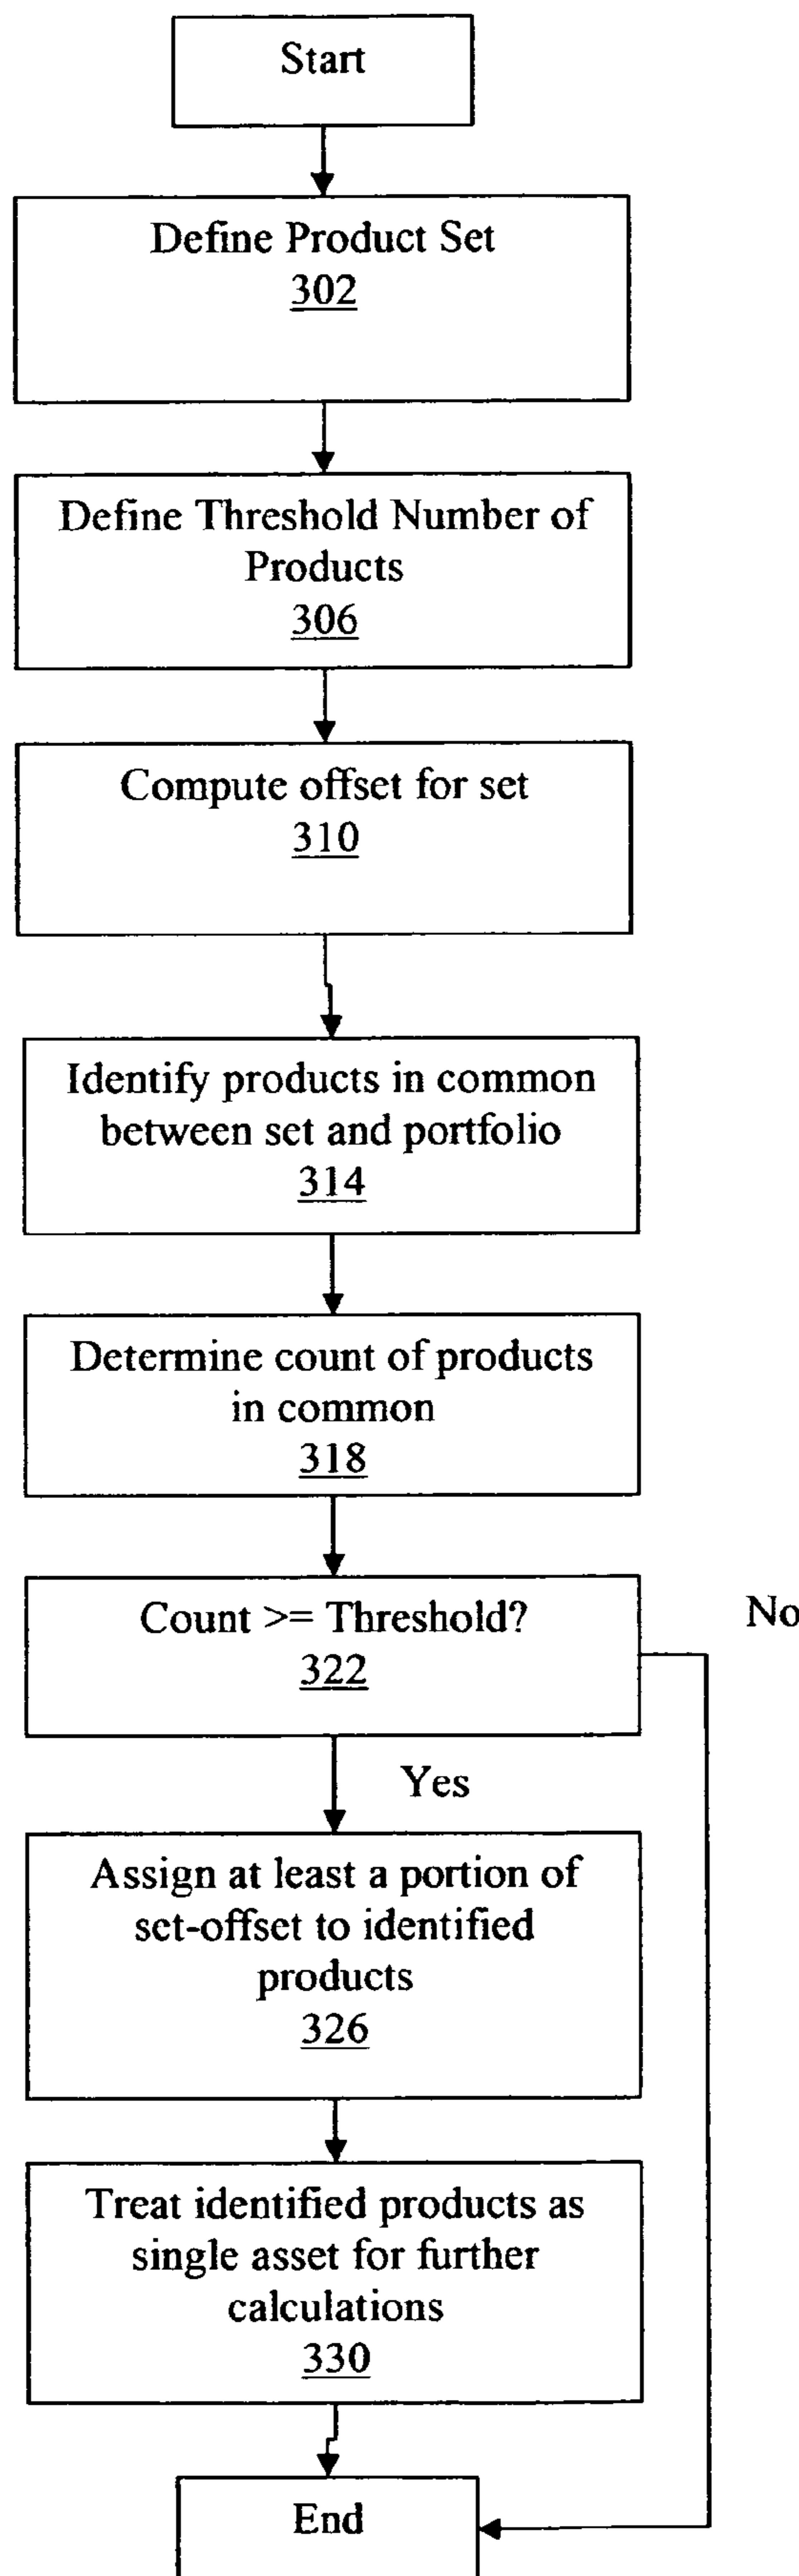 Start
Define Product Set
302
Define Threshold Number of
Products
306
Compute offset for set
310
Identify products in common
between set and portfolio
314
Determine count of products
in common
318
Count >= Threshold?
322
No
Yes
Assign at least a portion of
set-offset to identified
products
326
Treat identified products as
single asset for further
calculations
330
End